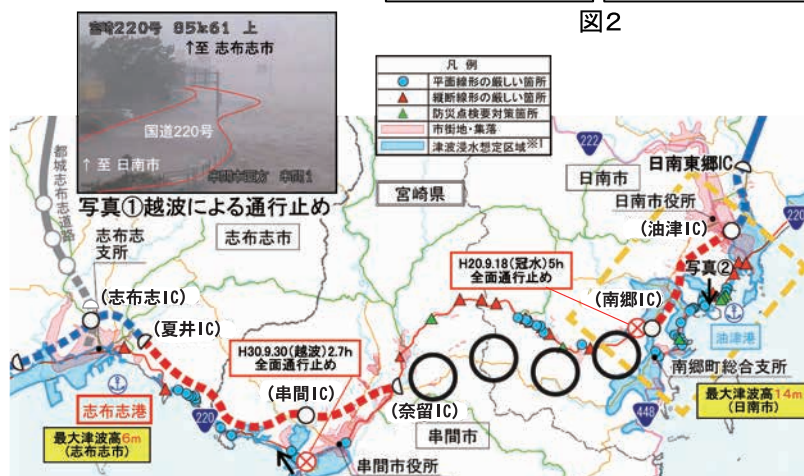 図2
宮崎220号 85k61 上
↑至 志布志市
国道220号
↑ 至 日南市
写真①越波による通行止め
凡 例
平面線形の厳しい箇所
縦断線形の厳しい箇所
防災点検要対策箇所
市街地・集落
津波浸水想定区域※1
222
日南東郷IC
日南市
日南市役所
220
(油津IC)
宮崎県
都城志布志道路
志布志市
志布志
支所
(志布志IC)
(夏井IC)
H20.9.18(冠水)5h
全面通行止め
写真②
(南郷IC)
油津港
H30.9.30(越波)2.7h
全面通行止め
南郷町総合支所
(串間IC)
(奈留IC)
志布志港
220
448
最大津波高14m
(日南市)
最大津波高6m
(志布志市)
串間市
串間市役所